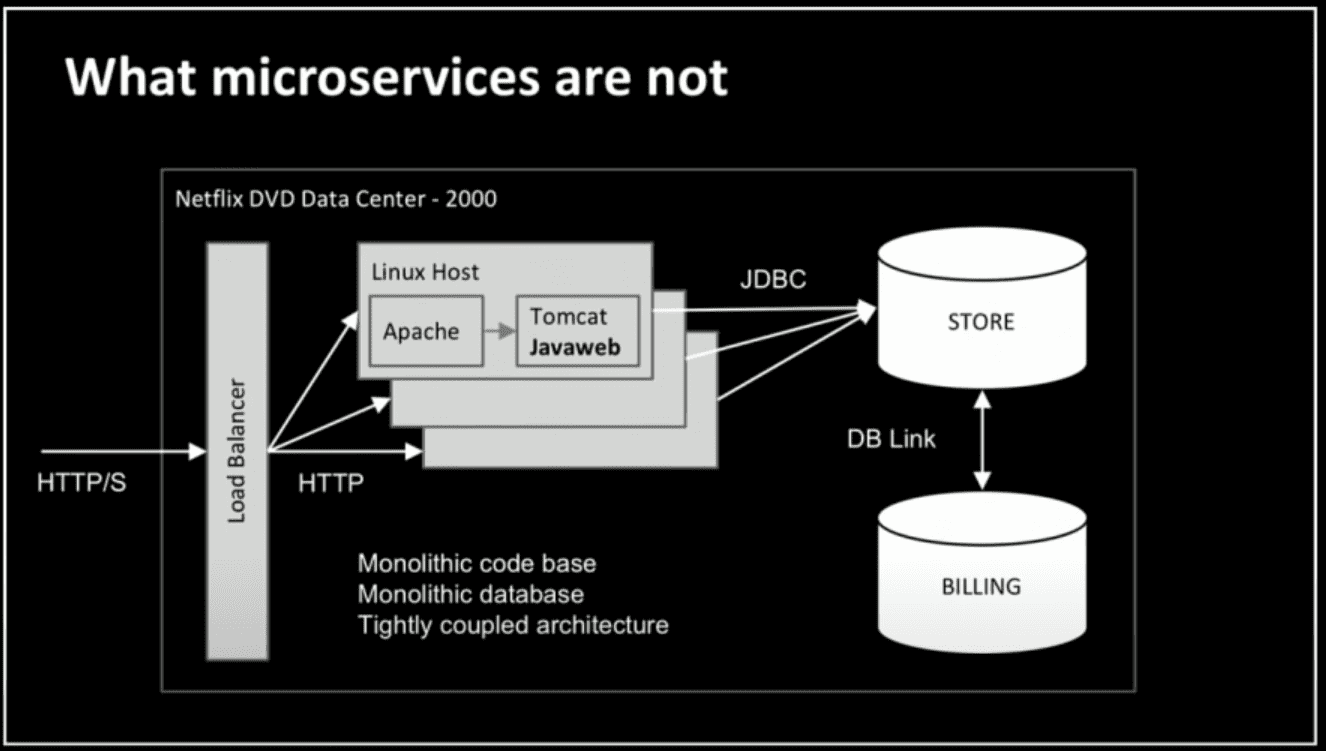 What microservices are not
Netflix DVD Data Center - 2000
Load Balancer
HTTP/S
HTTP
Linux Host
Apache
Tomcat
Javaweb
JDBC
STORE
DB Link
BILLING
Monolithic code base
Monolithic database
Tightly coupled architecture